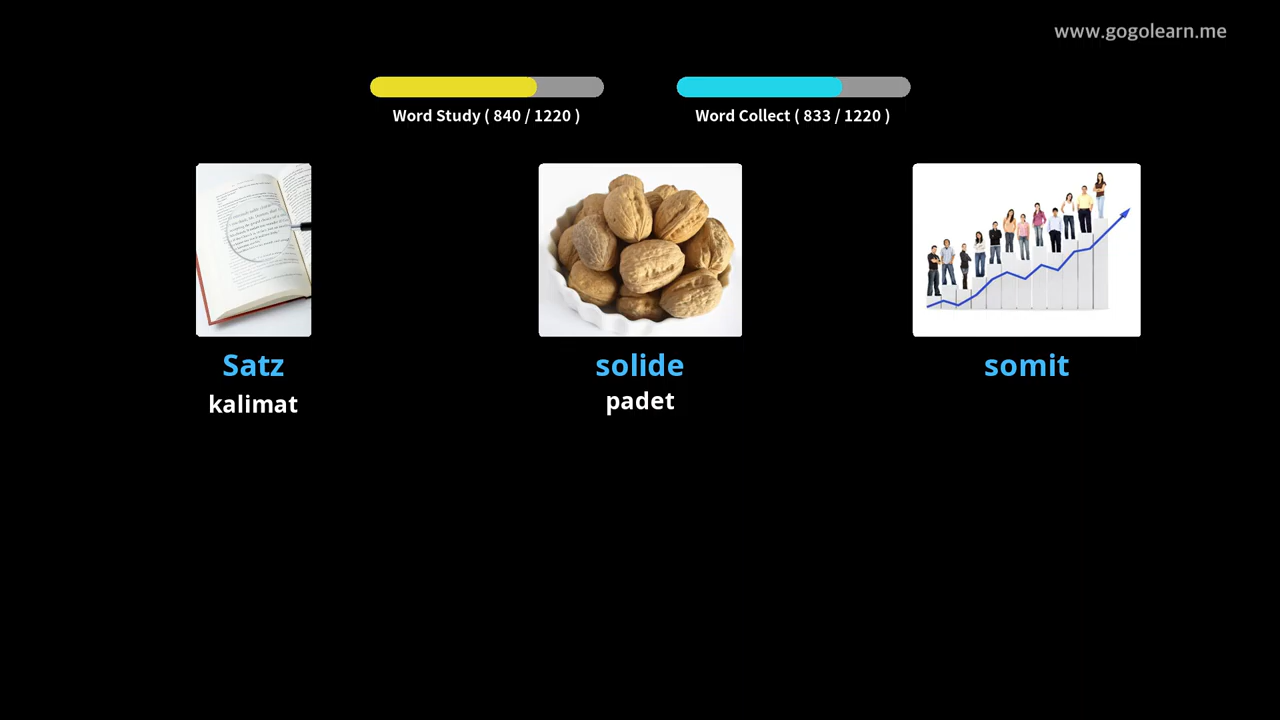 www.gogolearn.me
Word Study ( 840 / 1220 )
Word Collect ( 833 / 1220 )
Satz
solide
somit
kalimat
padet